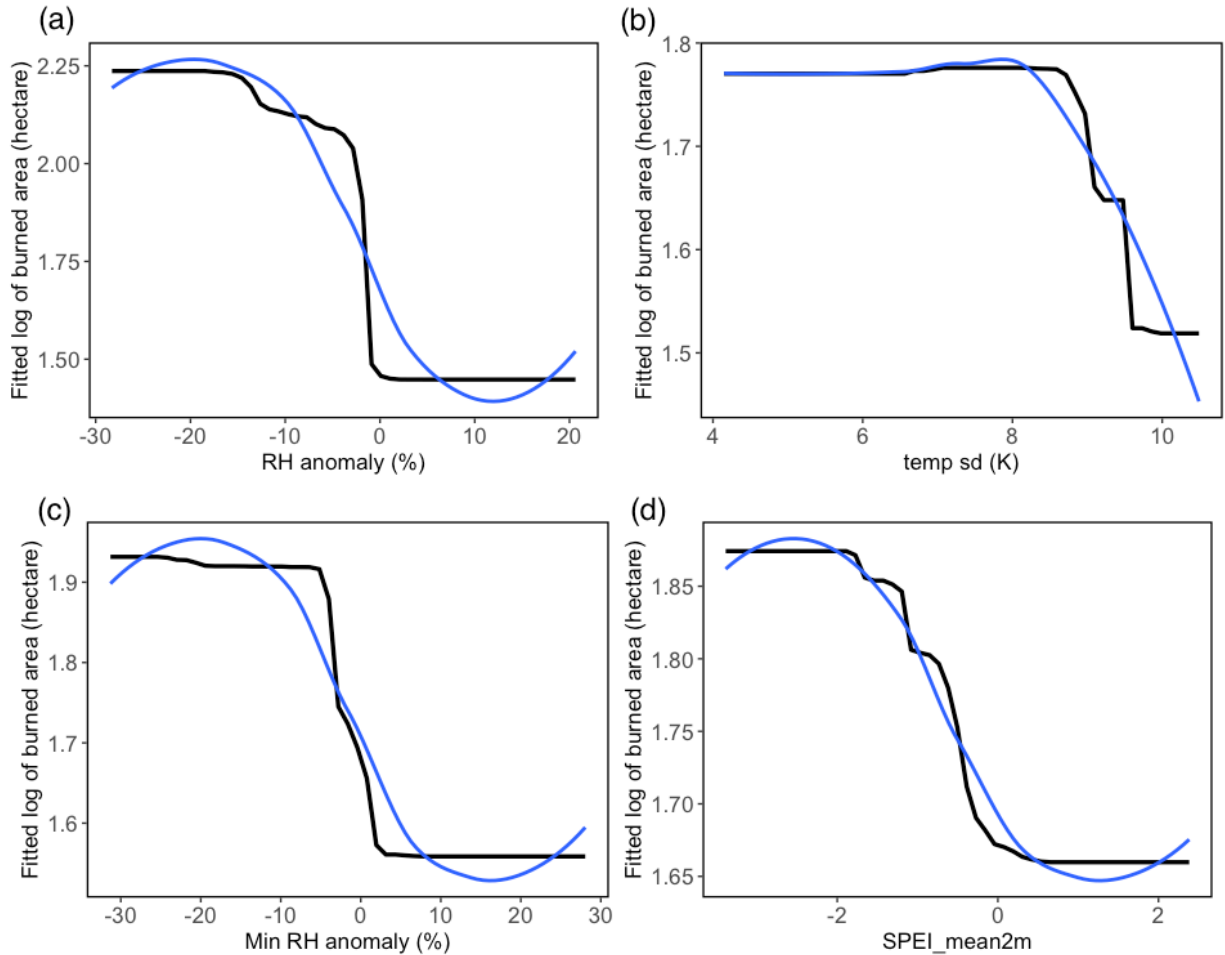 (a)
Fitted log of burned area (hectare)
2.25
2.00
1.75
1.50
-30 -20 -10 0 10 20
RH anomaly (%)
(b)
Fitted log of burned area (hectare)
1.8
1.7
1.6
1.5
4 6 8 10
temp sd (K)
(c)
Fitted log of burned area (hectare)
1.9
1.8
1.7
1.6
-30 -20 -10 0 10 20 30
Min RH anomaly (%)
(d)
Fitted log of burned area (hectare)
1.85
1.80
1.75
1.70
1.65
-2 0 2
SPEI_mean2m